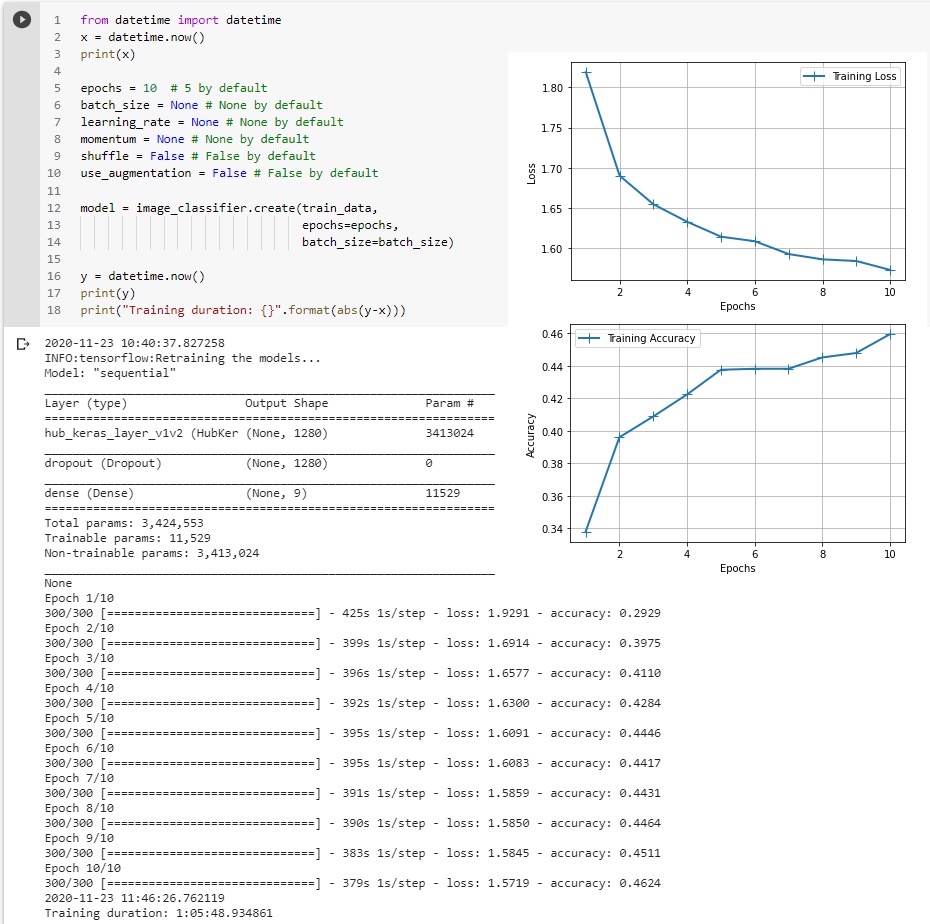 1 from datetime import datetime
2 x = datetime.now()
3 print(x)
4
5 epochs = 10 # 5 by default
6 batch_size = None # None by default
7 learning_rate = None # None by default
8 momentum = None # None by default
9 shuffle = False # False by default
10 use_augmentation = False # False by default
11
12 model = image_classifier.create(train_data,
13 epochs=epochs,
14 batch_size=batch_size)
15
16 y = datetime.now()
17 print(y)
18 print("Training duration: {}".format(abs(y-x)))
Training Loss
1.80
1.75
1.70
1.65
1.60
Loss
2 4 6 8 10
Epochs
Training Accuracy
0.46
0.44
0.42
0.40
0.38
0.36
0.34
Accuracy
2 4 6 8 10
Epochs
2020-11-23 10:40:37.827258
INFO:tensorflow:Retraining the models...
Model: "sequential"
_________________________________________________________________
Layer (type) Output Shape Param #
=================================================================
hub_keras_layer_v1v2 (HubKer (None, 1280) 3413024
_________________________________________________________________
dropout (Dropout) (None, 1280) 0
_________________________________________________________________
dense (Dense) (None, 9) 11529
=================================================================
Total params: 3,424,553
Trainable params: 11,529
Non-trainable params: 3,413,024
_________________________________________________________________
None
Epoch 1/10
300/300 [==============================] - 425s 1s/step - loss: 1.9291 - accuracy: 0.2929
Epoch 2/10
300/300 [==============================] - 399s 1s/step - loss: 1.6914 - accuracy: 0.3975
Epoch 3/10
300/300 [==============================] - 396s 1s/step - loss: 1.6577 - accuracy: 0.4110
Epoch 4/10
300/300 [==============================] - 392s 1s/step - loss: 1.6300 - accuracy: 0.4284
Epoch 5/10
300/300 [==============================] - 395s 1s/step - loss: 1.6091 - accuracy: 0.4446
Epoch 6/10
300/300 [==============================] - 395s 1s/step - loss: 1.6083 - accuracy: 0.4417
Epoch 7/10
300/300 [==============================] - 391s 1s/step - loss: 1.5859 - accuracy: 0.4431
Epoch 8/10
300/300 [==============================] - 390s 1s/step - loss: 1.5850 - accuracy: 0.4464
Epoch 9/10
300/300 [==============================] - 383s 1s/step - loss: 1.5845 - accuracy: 0.4511
Epoch 10/10
300/300 [==============================] - 379s 1s/step - loss: 1.5719 - accuracy: 0.4624
2020-11-23 11:46:26.762119
Training duration: 1:05:48.934861